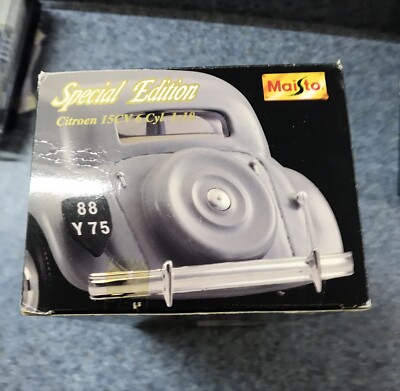 Special Edition
Maisto
Citroen 15CV 6 Cyl. 1:18
88
Y 75